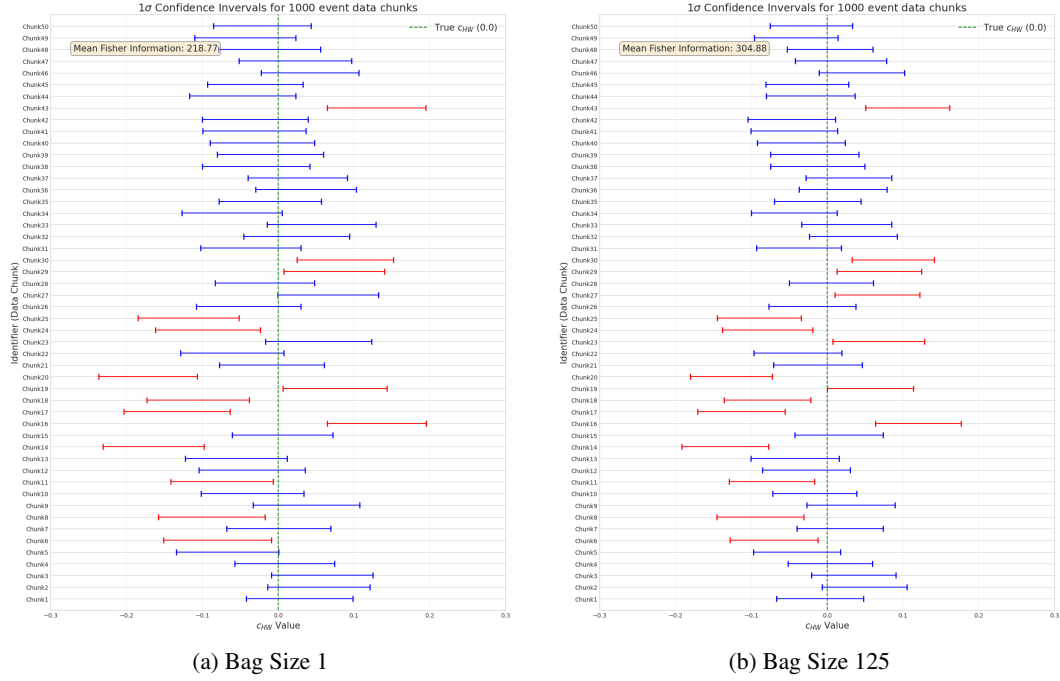 1σ Confidence Invervals for 1000 event data chunks
True c_HW (0.0)
Mean Fisher Information: 218.77
Identifier (Data Chunk)
Chunk50
Chunk49
Chunk48
Chunk47
Chunk46
Chunk45
Chunk44
Chunk43
Chunk42
Chunk41
Chunk40
Chunk39
Chunk38
Chunk37
Chunk36
Chunk35
Chunk34
Chunk33
Chunk32
Chunk31
Chunk30
Chunk29
Chunk28
Chunk27
Chunk26
Chunk25
Chunk24
Chunk23
Chunk22
Chunk21
Chunk20
Chunk19
Chunk18
Chunk17
Chunk16
Chunk15
Chunk14
Chunk13
Chunk12
Chunk11
Chunk10
Chunk9
Chunk8
Chunk7
Chunk6
Chunk5
Chunk4
Chunk3
Chunk2
Chunk1
−0.3 −0.2 −0.1 0.0 0.1 0.2 0.3
c_HW Value
(a) Bag Size 1
1σ Confidence Invervals for 1000 event data chunks
True c_HW (0.0)
Mean Fisher Information: 304.88
Identifier (Data Chunk)
Chunk50
Chunk49
Chunk48
Chunk47
Chunk46
Chunk45
Chunk44
Chunk43
Chunk42
Chunk41
Chunk40
Chunk39
Chunk38
Chunk37
Chunk36
Chunk35
Chunk34
Chunk33
Chunk32
Chunk31
Chunk30
Chunk29
Chunk28
Chunk27
Chunk26
Chunk25
Chunk24
Chunk23
Chunk22
Chunk21
Chunk20
Chunk19
Chunk18
Chunk17
Chunk16
Chunk15
Chunk14
Chunk13
Chunk12
Chunk11
Chunk10
Chunk9
Chunk8
Chunk7
Chunk6
Chunk5
Chunk4
Chunk3
Chunk2
Chunk1
−0.3 −0.2 −0.1 0.0 0.1 0.2 0.3
c_HW Value
(b) Bag Size 125